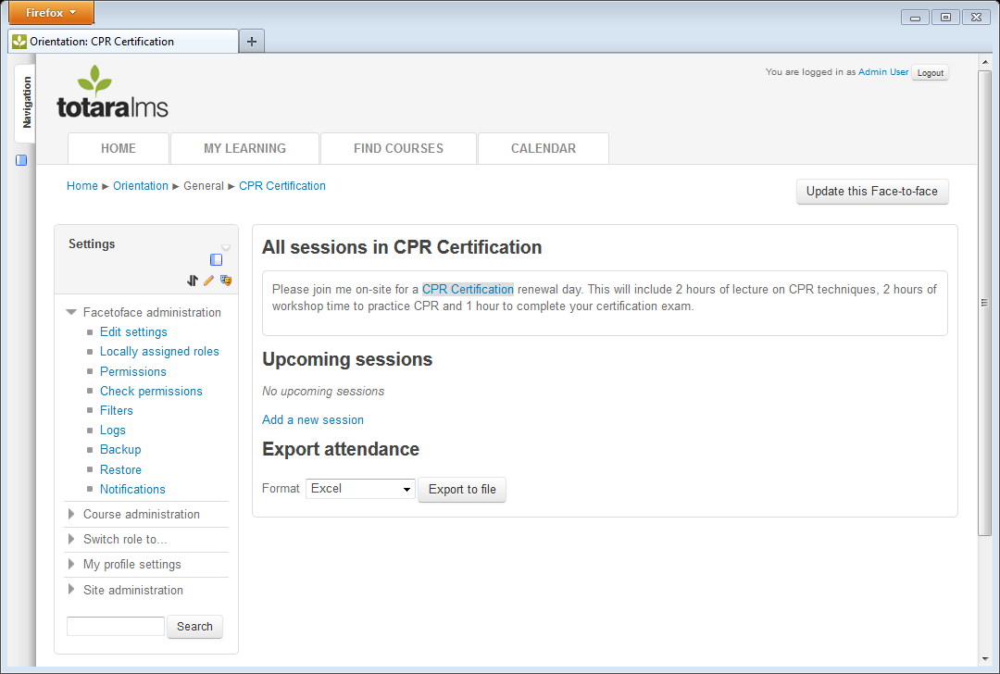 Firefox
Orientation: CPR Certification
Navigation
totaralms
You are logged in as Admin User Logout
HOME MY LEARNING FIND COURSES CALENDAR
Home ► Orientation ► General ► CPR Certification
Update this Face-to-face
Settings
Facetoface administration
Edit settings
Locally assigned roles
Permissions
Check permissions
Filters
Logs
Backup
Restore
Notifications
Course administration
Switch role to...
My profile settings
Site administration
Search
All sessions in CPR Certification
Please join me on-site for a CPR Certification renewal day. This will include 2 hours of lecture on CPR techniques, 2 hours of
workshop time to practice CPR and 1 hour to complete your certification exam.
Upcoming sessions
No upcoming sessions
Add a new session
Export attendance
Format Excel Export to file